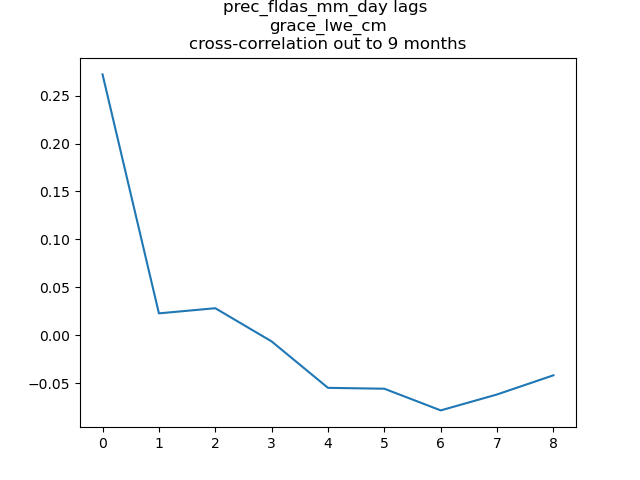 prec_fldas_mm_day lags
grace_lwe_cm
cross-correlation out to 9 months
0.25
0.20
0.15
0.10
0.05
0.00
−0.05
0 1 2 3 4 5 6 7 8